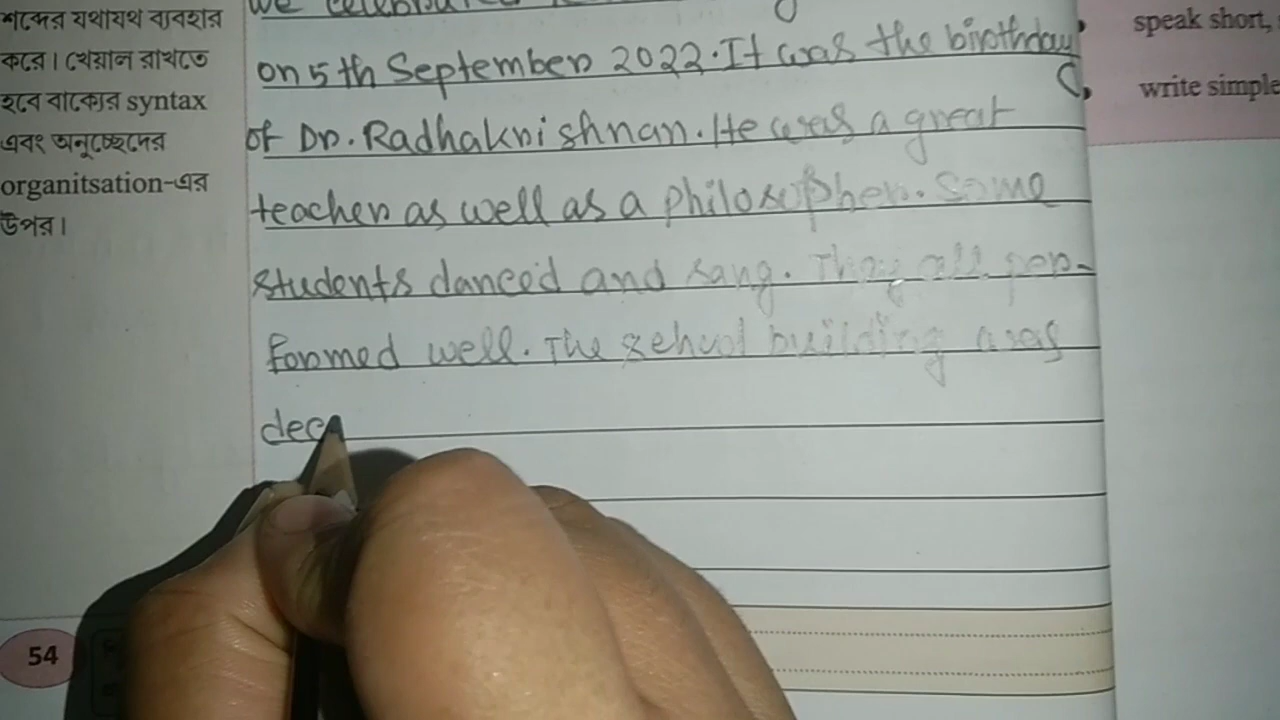 শব্দের যথাযথ ব্যবহার
করে। খেয়াল রাখতে
হবে বাক্যের syntax
এবং অনুচ্ছেদের
organitsation-এর
উপর।
we celebrated
on 5th September 2022. It was the birthday
of Dr. Radhakrishnan. He was a great
teacher as well as a philosopher. Some
students danced and sang. They all per-
formed well. The school building was
dec
speak short,
write simple
54